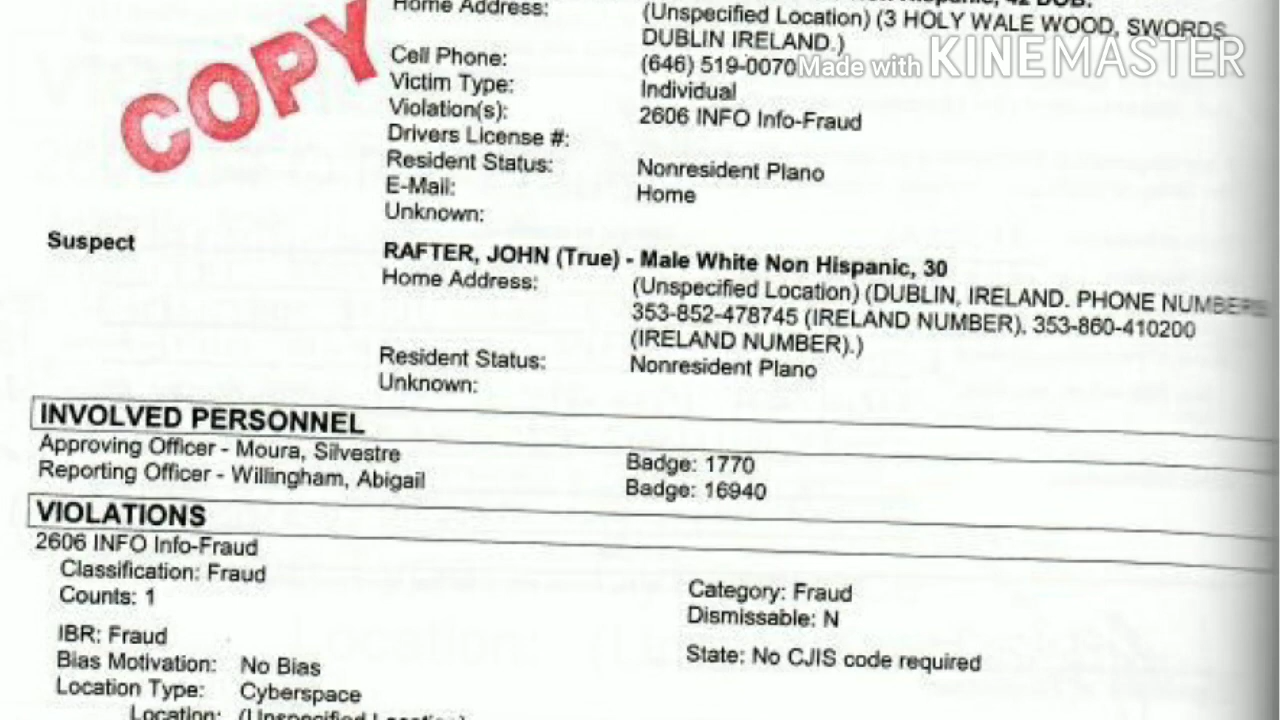 COPY
Home Address:
(Unspecified Location) (3 HOLY WALE WOOD, SWORDS
DUBLIN IRELAND.)
Cell Phone: (646) 519-0070
Made with KINEMASTER
Victim Type: Individual
Violation(s): 2606 INFO Info-Fraud
Drivers License #:
Resident Status: Nonresident Plano
E-Mail: Home
Unknown:
Suspect
RAFTER, JOHN (True) - Male White Non Hispanic, 30
Home Address: (Unspecified Location) (DUBLIN, IRELAND. PHONE NUMBERS
353-852-478745 (IRELAND NUMBER), 353-860-410200
(IRELAND NUMBER).)
Resident Status: Nonresident Plano
Unknown:
INVOLVED PERSONNEL
Approving Officer - Moura, Silvestre Badge: 1770
Reporting Officer - Willingham, Abigail Badge: 16940
VIOLATIONS
2606 INFO Info-Fraud
Classification: Fraud Category: Fraud
Counts: 1 Dismissable: N
IBR: Fraud State: No CJIS code required
Bias Motivation: No Bias
Location Type: Cyberspace
Location: (Unspecified Location)